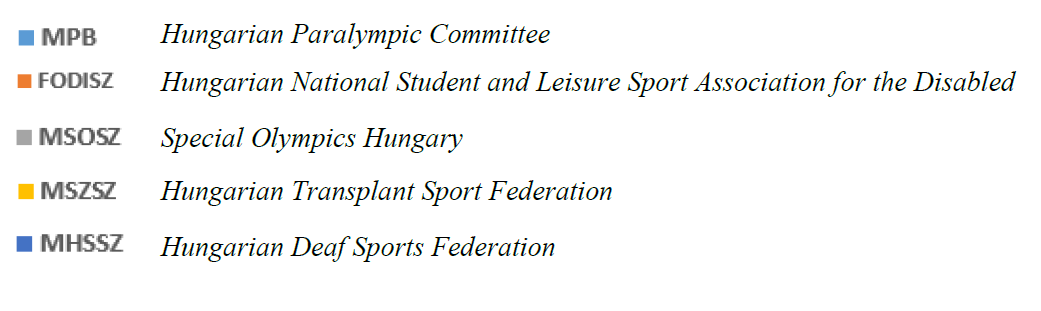 MPB Hungarian Paralympic Committee
FODISZ Hungarian National Student and Leisure Sport Association for the Disabled
MSOSZ Special Olympics Hungary
MSZSZ Hungarian Transplant Sport Federation
MHSSZ Hungarian Deaf Sports Federation